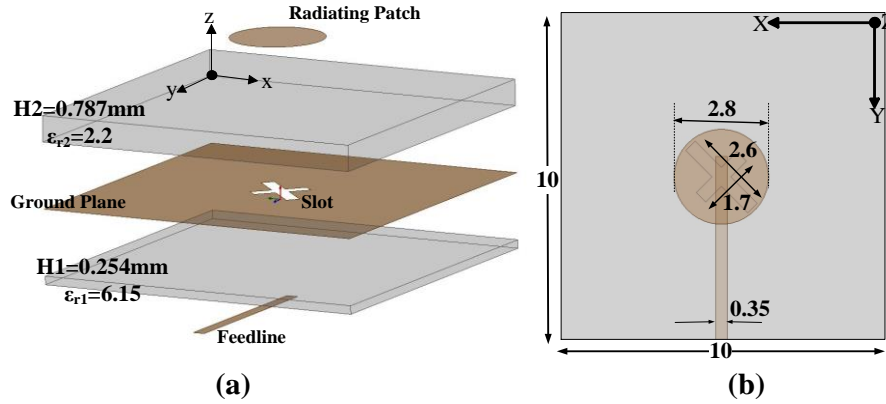 Radiating Patch
z
x
y
H2=0.787mm
εr2=2.2
Ground Plane
Slot
H1=0.254mm
εr1=6.15
Feedline
(a)
X
Z
Y
2.8
2.6
10
1.7
0.35
10
(b)